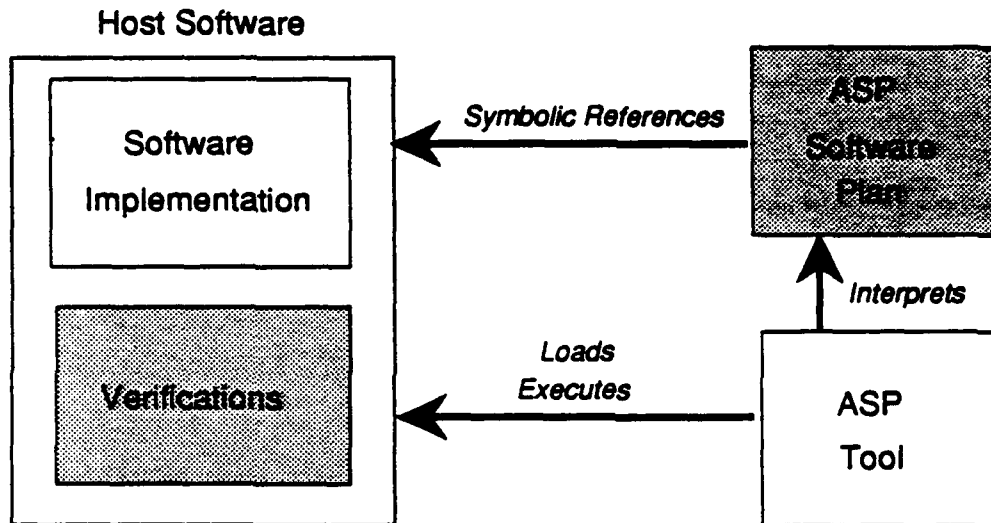 Host Software
Software
Implementation
Verifications
Symbolic References
Loads
Executes
ASP
Software
Plan
Interprets
ASP
Tool